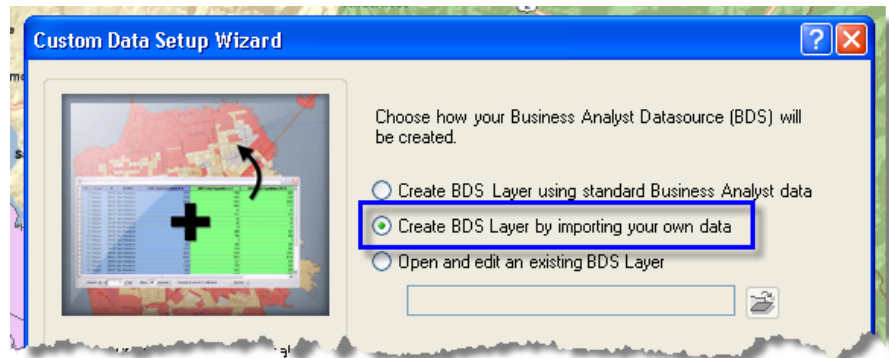 Custom Data Setup Wizard
Choose how your Business Analyst Datasource (BDS) will
be created.
Create BDS Layer using standard Business Analyst data
Create BDS Layer by importing your own data
Open and edit an existing BDS Layer